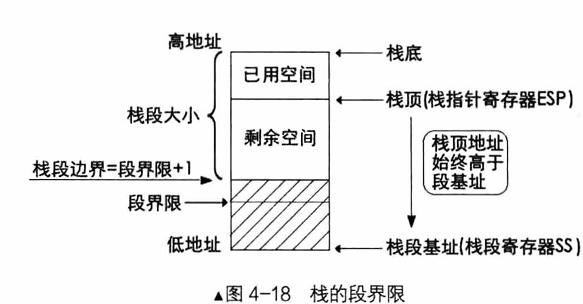 高地址
栈底
已用空间
栈顶(栈指针寄存器ESP)
栈段大小
剩余空间
栈顶地址
始终高于
段基址
栈段边界=段界限+1
段界限
低地址
栈段基址(栈段寄存器SS)
▲图 4-18 栈的段界限